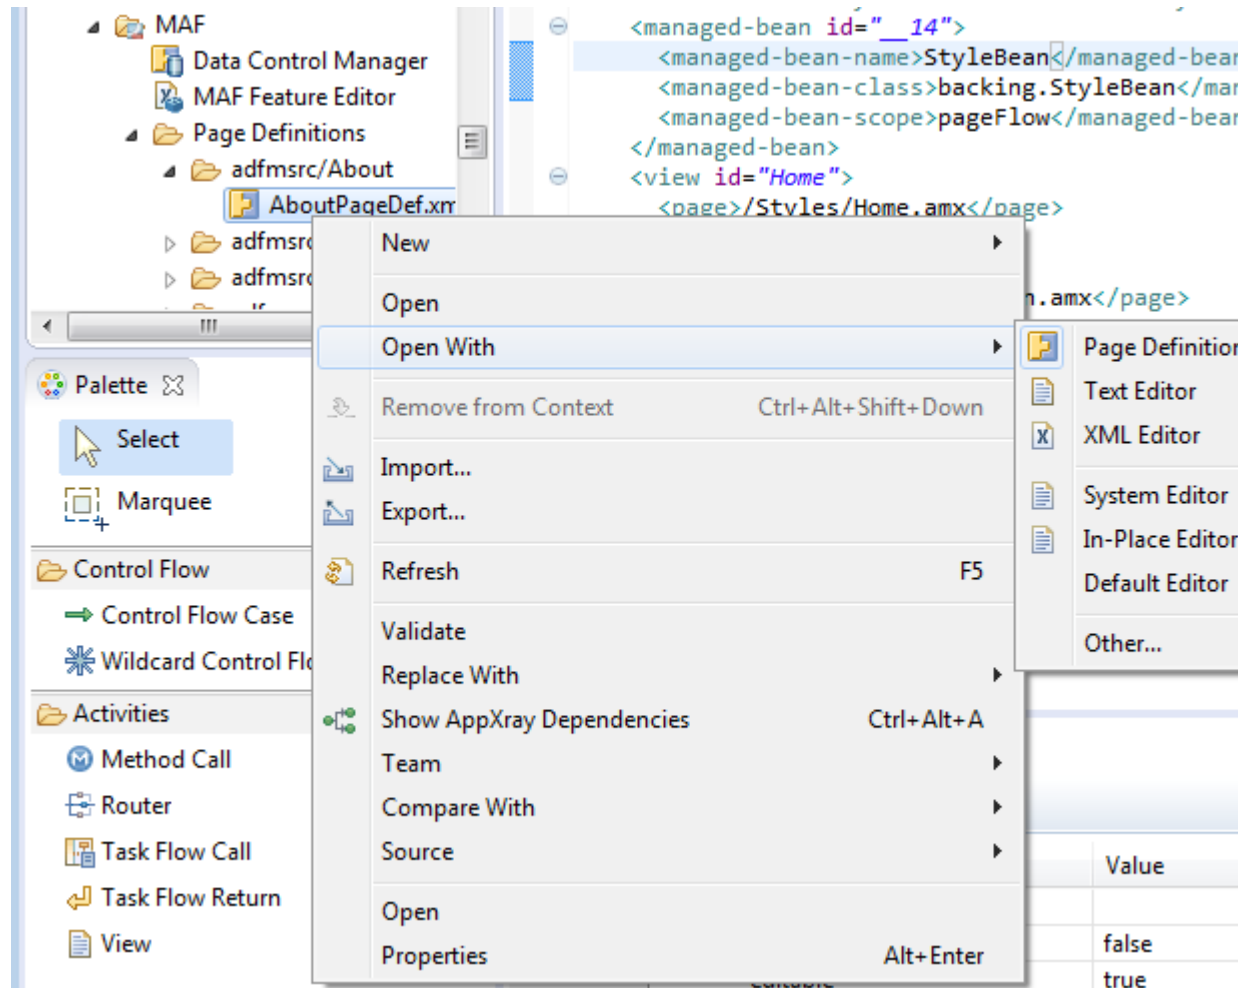 MAF
Data Control Manager
MAF Feature Editor
Page Definitions
adfmsrc/About
AboutPageDef.xm
adfmsrc
adfmsrc
<managed-bean id="__14">
<managed-bean-name>StyleBean</managed-bean
<managed-bean-class>backing.StyleBean</mar
<managed-bean-scope>pageFlow</managed-bean
</managed-bean>
<view id="Home">
<page>/Styles/Home.amx</page>
n.amx</page>
New
Open
Open With
Remove from Context Ctrl+Alt+Shift+Down
Import...
Export...
Refresh F5
Validate
Replace With
Show AppXray Dependencies Ctrl+Alt+A
Team
Compare With
Source
Open
Properties Alt+Enter
Page Definition
Text Editor
XML Editor
System Editor
In-Place Editor
Default Editor
Other...
Palette
Select
Marquee
Control Flow
Control Flow Case
Wildcard Control Flo
Activities
Method Call
Router
Task Flow Call
Task Flow Return
View
Value
false
true